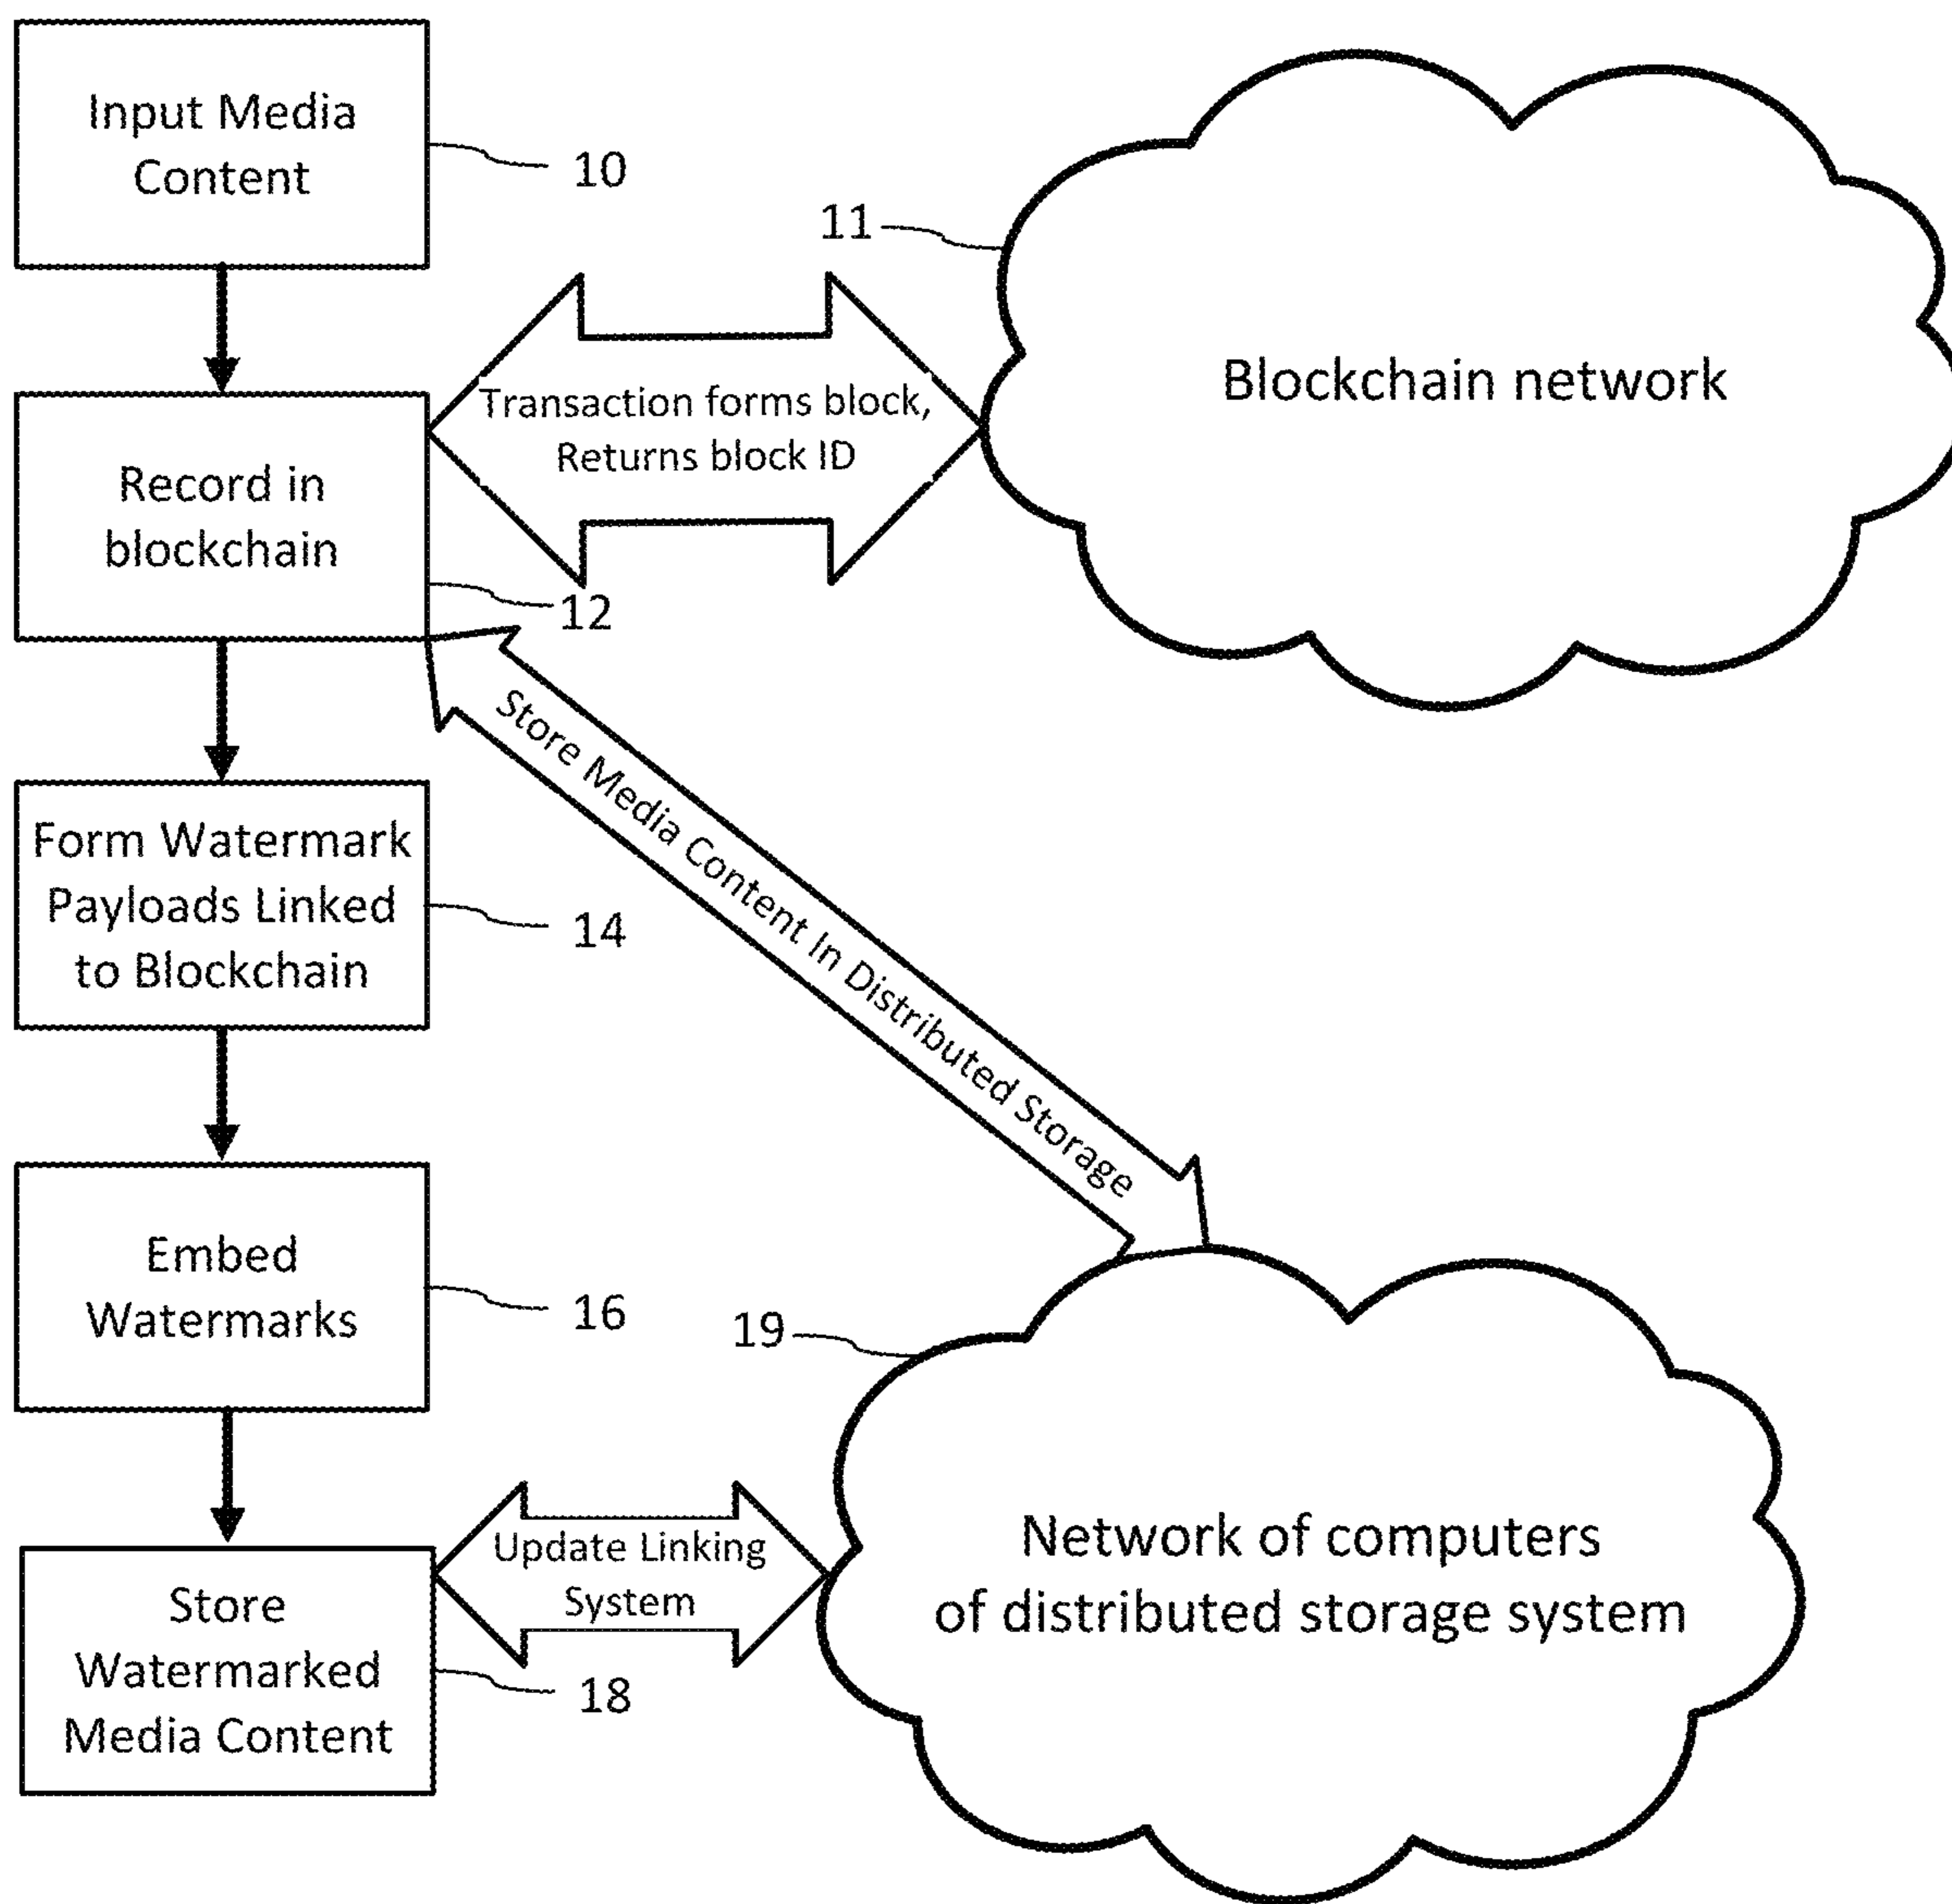 Input Media
Content
10
11
Blockchain network
Transaction forms block,
Returns block ID
Record in
blockchain
12
Store Media Content In Distributed Storage
Form Watermark
Payloads Linked
to Blockchain
14
Embed
Watermarks
16
19
Network of computers
of distributed storage system
Update Linking
System
Store
Watermarked
Media Content
18